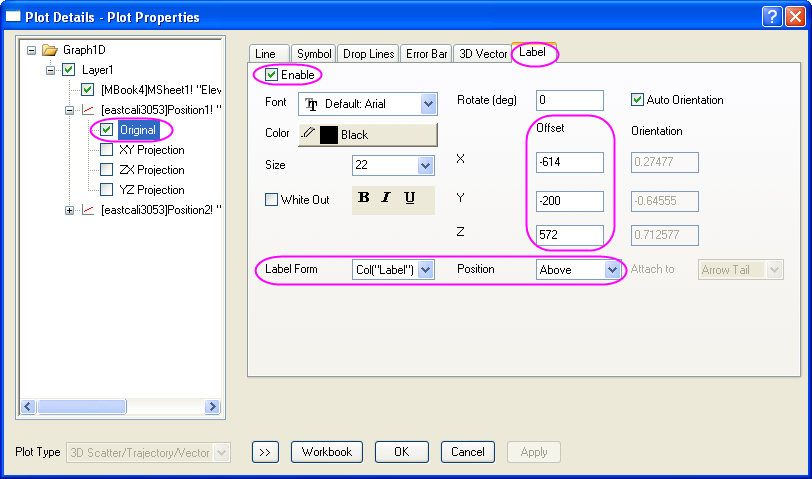 Plot Details - Plot Properties
Graph1D
Layer1
[MBook4]MSheet1! "Elev
[eastcali3053]Position1! "
Original
XY Projection
ZX Projection
YZ Projection
[eastcali3053]Position2! "
Line Symbol Drop Lines Error Bar 3D Vector Label
Enable
Font Default: Arial Rotate (deg) 0 Auto Orientation
Color Black Offset Orientation
Size 22 X -614 0.27477
White Out B I U Y -200 -0.64555
Z 572 0.712577
Label Form Col("Label") Position Above Attach to Arrow Tail
Plot Type 3D Scatter/Trajectory/Vector >> Workbook OK Cancel Apply